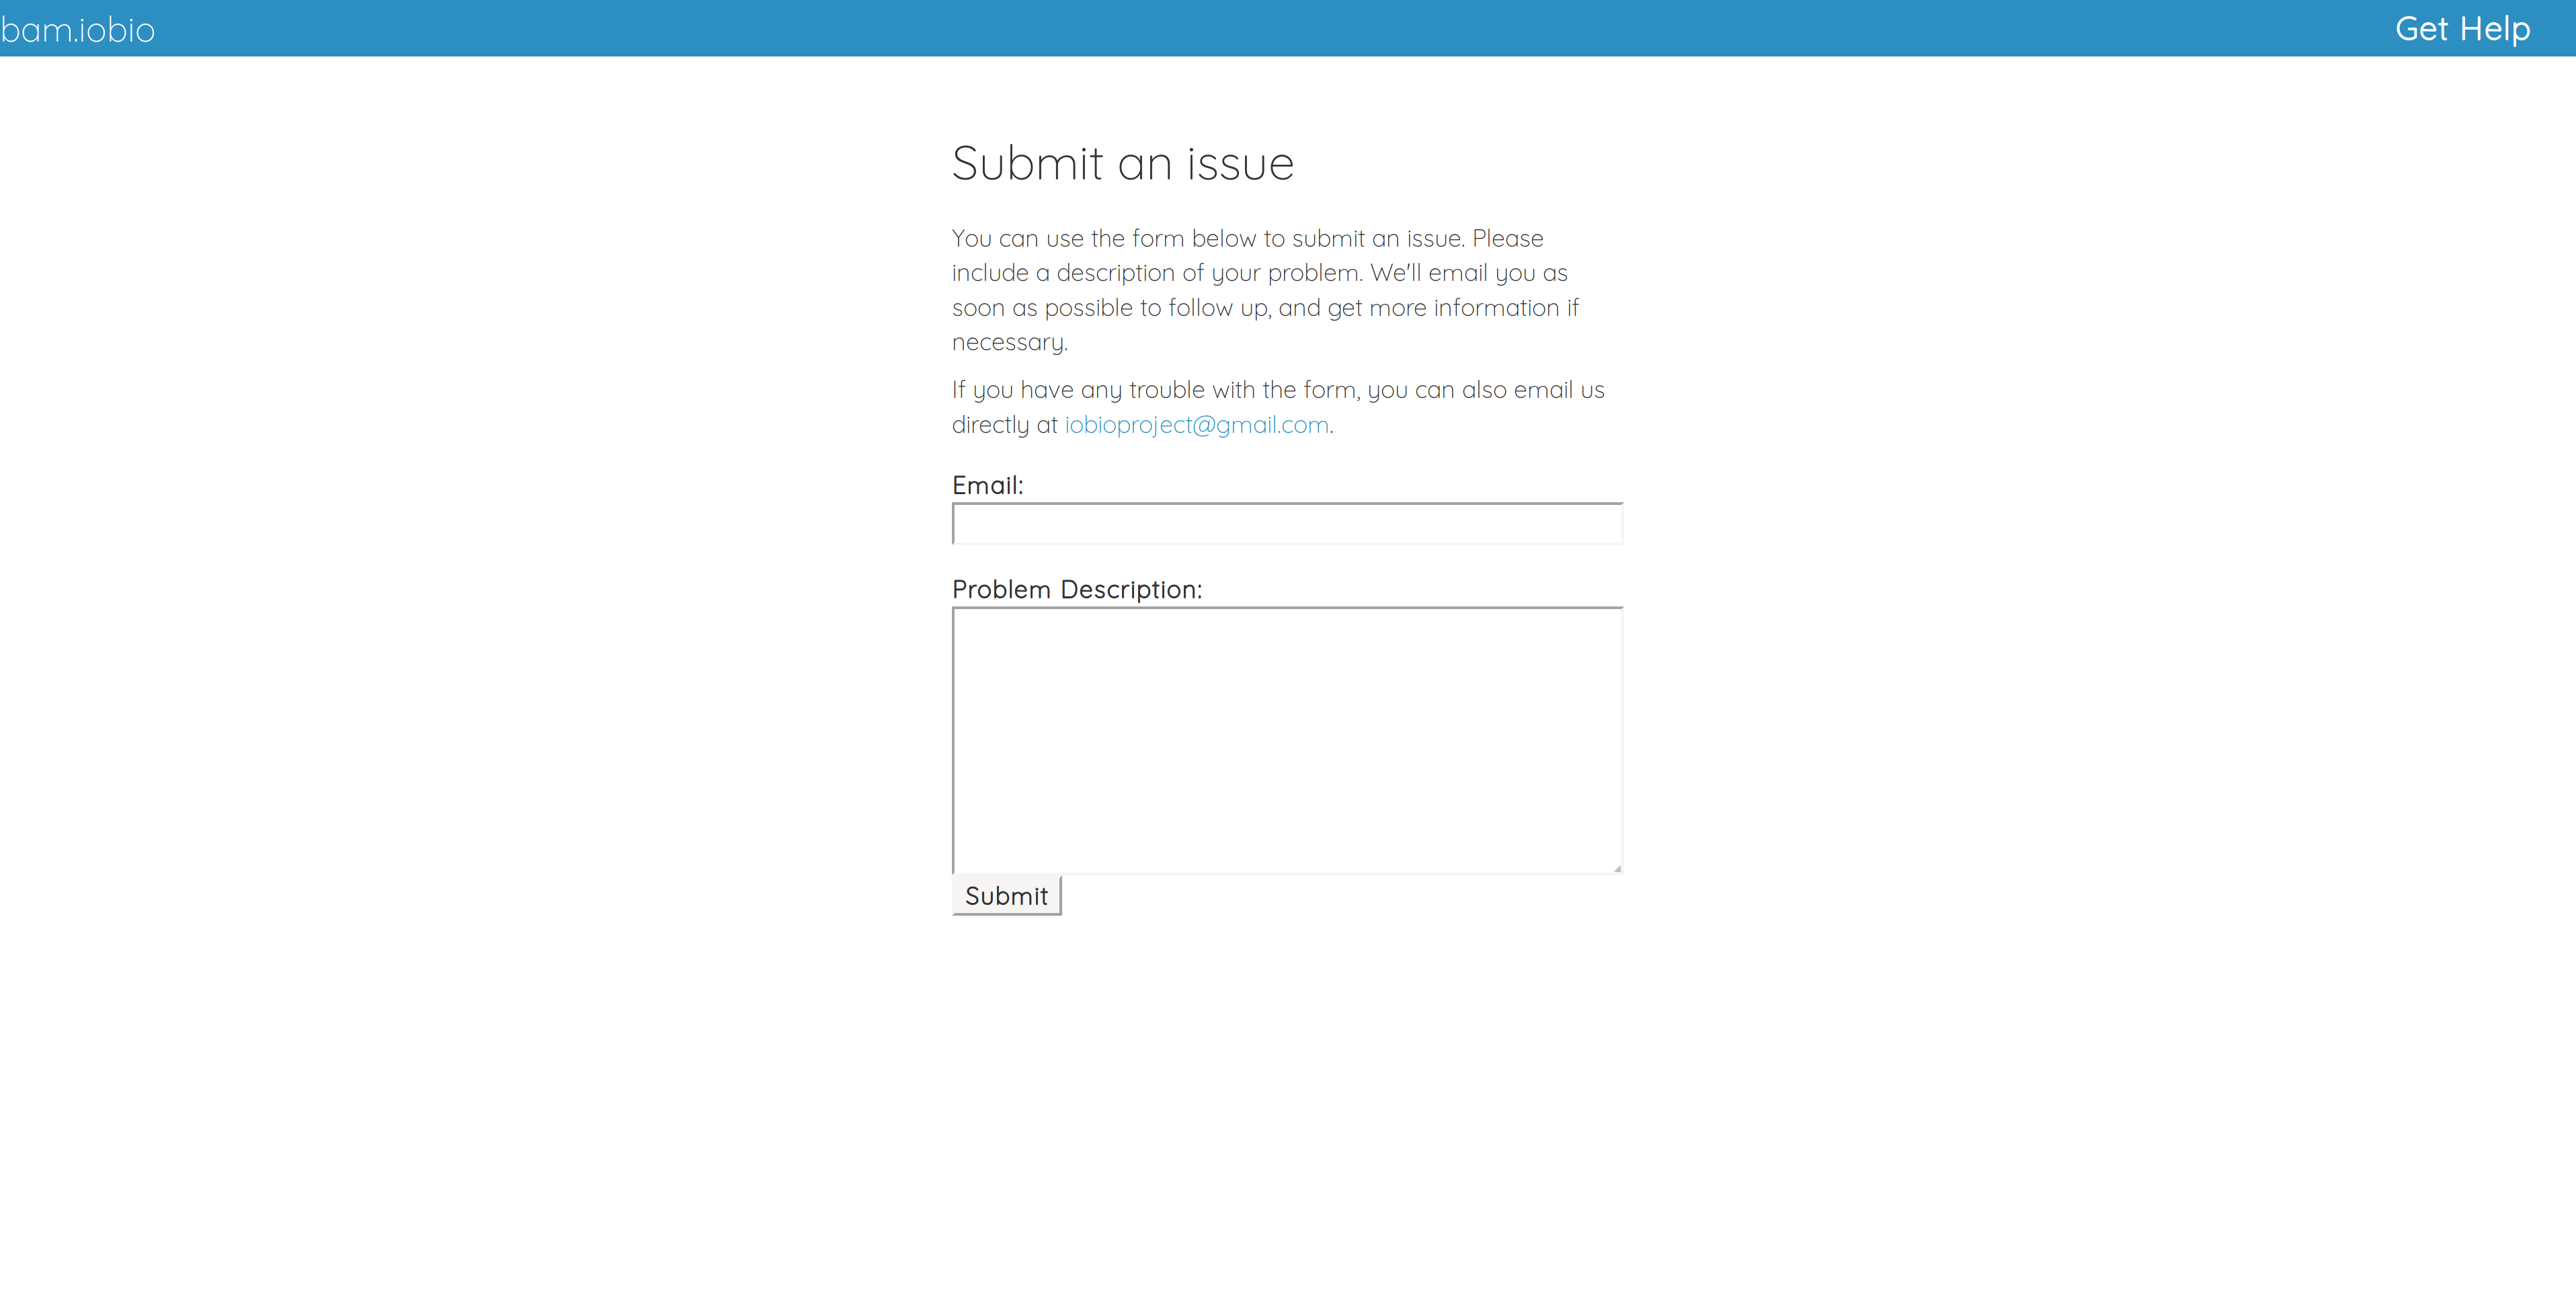 bam.iobio
Get Help
Submit an issue
You can use the form below to submit an issue. Please
include a description of your problem. We'll email you as
soon as possible to follow up, and get more information if
necessary.
If you have any trouble with the form, you can also email us
directly at iobioproject@gmail.com.
Email:
Problem Description:
Submit